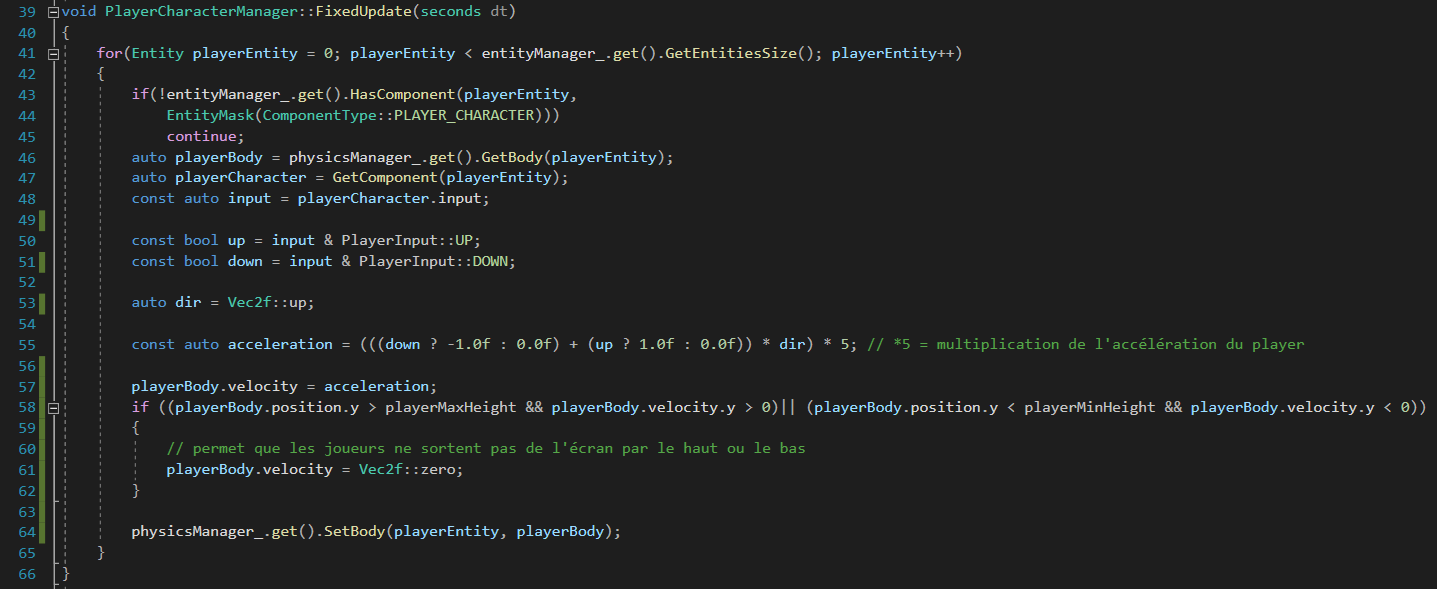 39 void PlayerCharacterManager::FixedUpdate(seconds dt)
40 {
41 for(Entity playerEntity = 0; playerEntity < entityManager_.get().GetEntitiesSize(); playerEntity++)
42 {
43 if(!entityManager_.get().HasComponent(playerEntity,
44 EntityMask(ComponentType::PLAYER_CHARACTER)))
45 continue;
46 auto playerBody = physicsManager_.get().GetBody(playerEntity);
47 auto playerCharacter = GetComponent(playerEntity);
48 const auto input = playerCharacter.input;
49
50 const bool up = input & PlayerInput::UP;
51 const bool down = input & PlayerInput::DOWN;
52
53 auto dir = Vec2f::up;
54
55 const auto acceleration = (((down ? -1.0f : 0.0f) + (up ? 1.0f : 0.0f)) * dir) * 5; // *5 = multiplication de l'accélération du player
56
57 playerBody.velocity = acceleration;
58 if ((playerBody.position.y > playerMaxHeight && playerBody.velocity.y > 0)|| (playerBody.position.y < playerMinHeight && playerBody.velocity.y < 0))
59 {
60 // permet que les joueurs ne sortent pas de l'écran par le haut ou le bas
61 playerBody.velocity = Vec2f::zero;
62 }
63
64 physicsManager_.get().SetBody(playerEntity, playerBody);
65 }
66 }